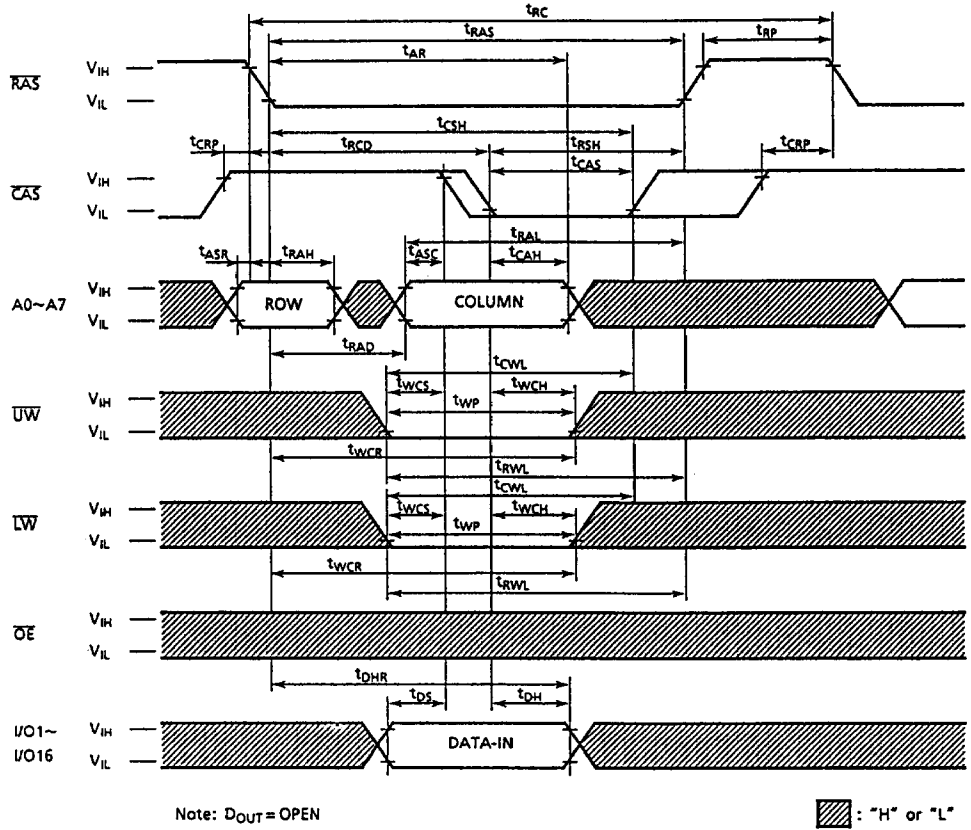 tRC
tRAS
tRP
tAR
RAS
VIH
VIL
tCSH
tCRP
tRCD
tRSH
tCRP
tCAS
CAS
VIH
VIL
tRAL
tASR
tRAH
tASC
tCAH
A0~A7
VIH
VIL
ROW
COLUMN
tRAD
tCWL
tWCS
tWCH
UW
VIH
VIL
tWP
tWCR
tRWL
tCWL
LW
VIH
VIL
tWCS
tWCH
tWP
tWCR
tRWL
OE
VIH
VIL
tDHR
tDS
tDH
I/O1~
I/O16
VIH
VIL
DATA-IN
Note: DOUT = OPEN
: "H" or "L"